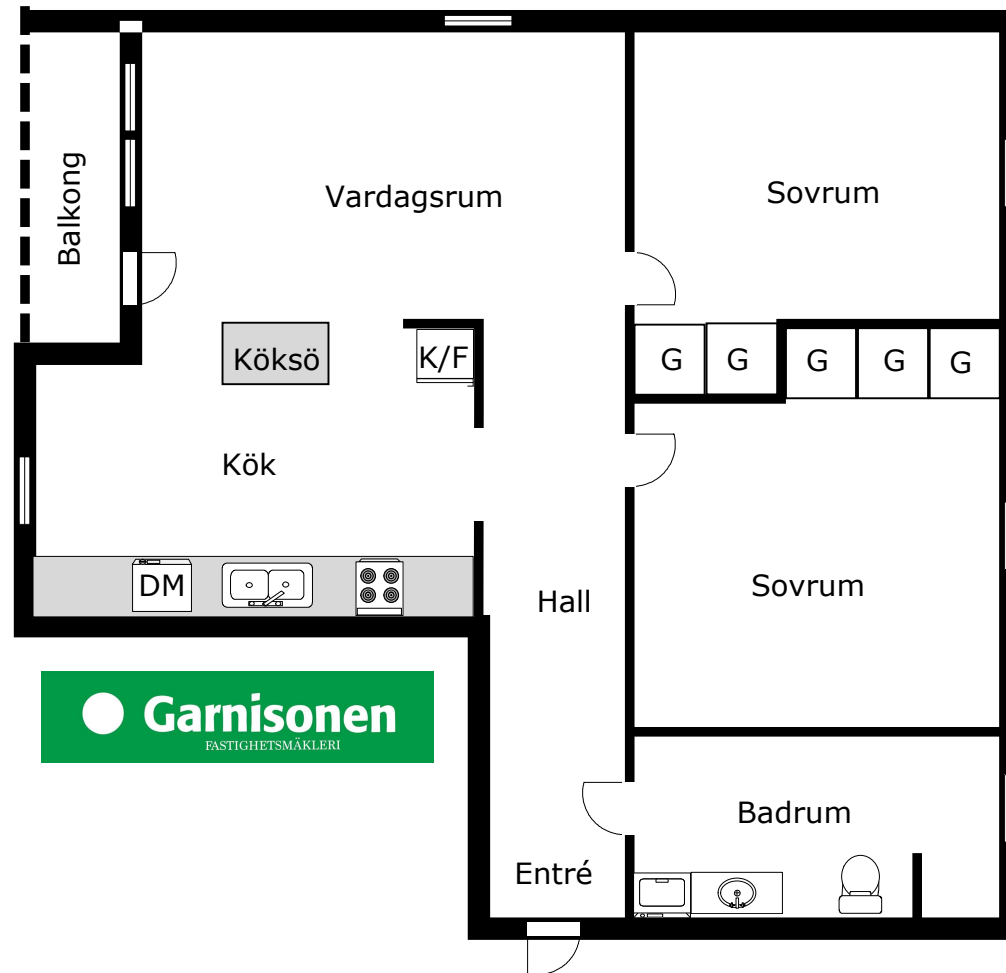 Balkong
Vardagsrum
Sovrum
Köksö
K/F
G
G
G
G
G
Kök
DM
Hall
Sovrum
Garnisonen
FASTIGHETSMÄKLERI
Badrum
Entré